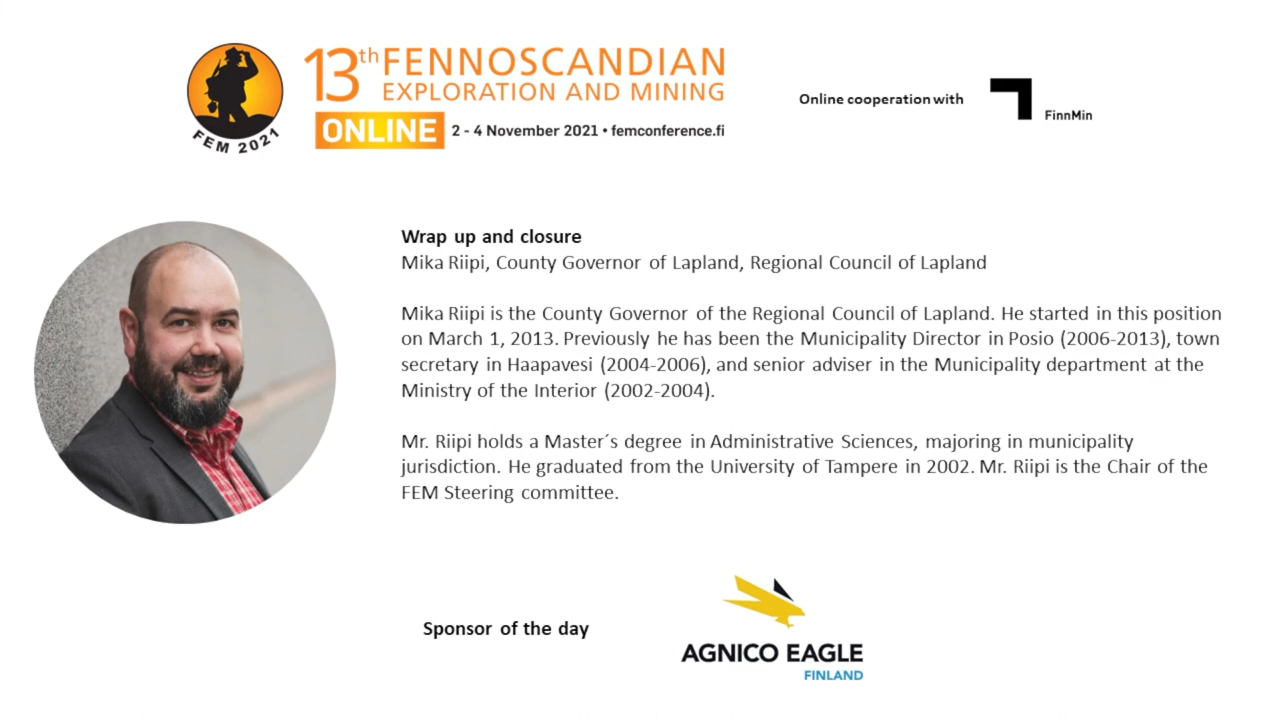 FEM 2021
13th FENNOSCANDIAN
EXPLORATION AND MINING
ONLINE 2 - 4 November 2021 • femconference.fi
Online cooperation with
FinnMin
Wrap up and closure
Mika Riipi, County Governor of Lapland, Regional Council of Lapland
Mika Riipi is the County Governor of the Regional Council of Lapland. He started in this position
on March 1, 2013. Previously he has been the Municipality Director in Posio (2006-2013), town
secretary in Haapavesi (2004-2006), and senior adviser in the Municipality department at the
Ministry of the Interior (2002-2004).
Mr. Riipi holds a Master´s degree in Administrative Sciences, majoring in municipality
jurisdiction. He graduated from the University of Tampere in 2002. Mr. Riipi is the Chair of the
FEM Steering committee.
Sponsor of the day
AGNICO EAGLE
FINLAND